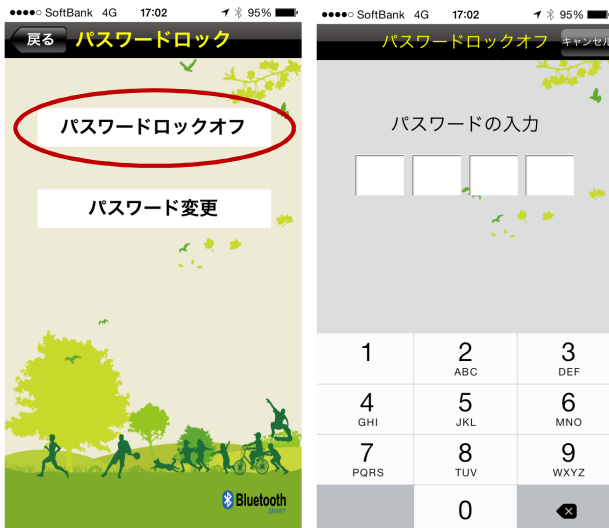 SoftBank 4G 17:02 95%
戻る パスワードロック
パスワードロックオフ
パスワード変更
Bluetooth
SMART
SoftBank 4G 17:02 95%
パスワードロックオフ キャンセル
パスワードの入力
1 2 3
ABC DEF
4 5 6
GHI JKL MNO
7 8 9
PQRS TUV WXYZ
0